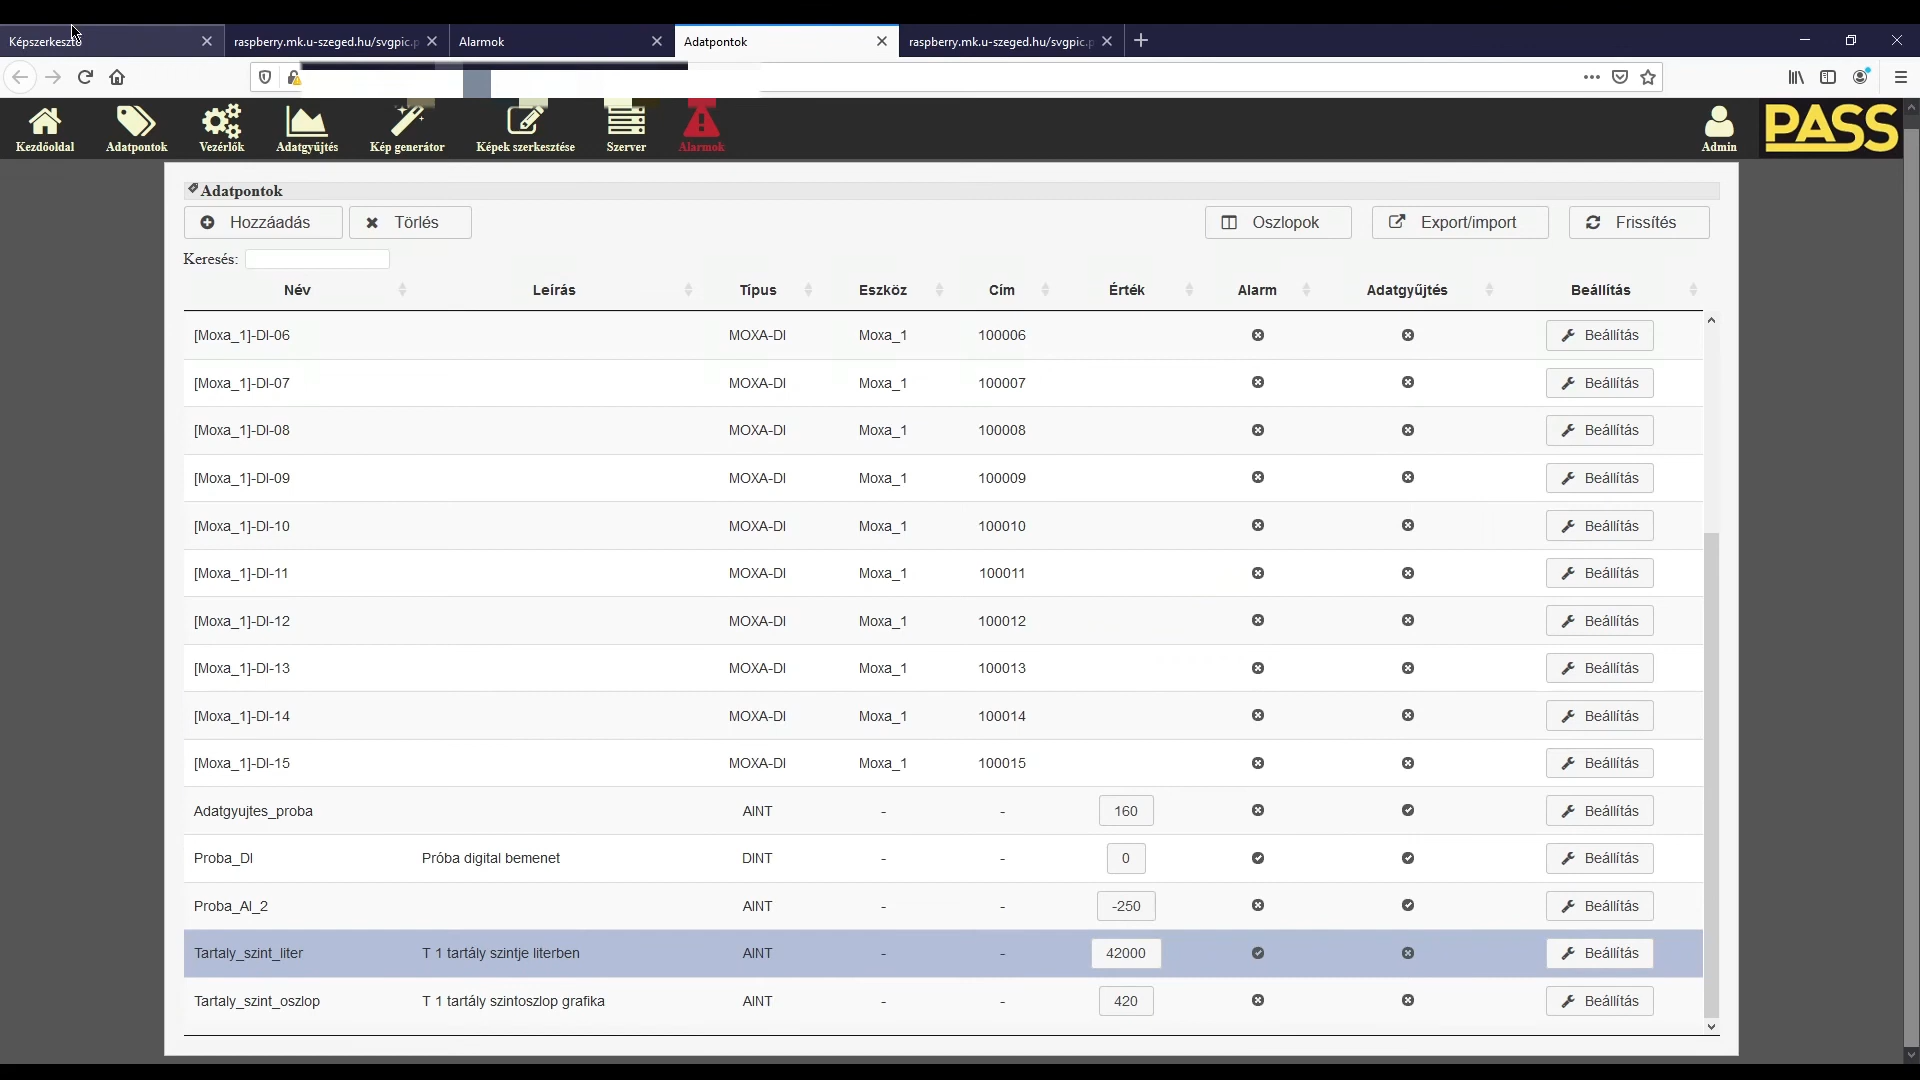 Képszerkesztő
raspberry.mk.u-szeged.hu/svgpic.p
Alarmok
Adatpontok
raspberry.mk.u-szeged.hu/svgpic.p
Kezdőoldal Adatpontok Vezérlők Adatgyűjtés Kép generátor Képek szerkesztése Szerver Alarmok Admin PASS
Adatpontok
Hozzáadás Törlés Oszlopok Export/import Frissítés
Keresés:
Név Leírás Típus Eszköz Cím Érték Alarm Adatgyűjtés Beállítás
[Moxa_1]-DI-06 MOXA-DI Moxa_1 100006 Beállítás
[Moxa_1]-DI-07 MOXA-DI Moxa_1 100007 Beállítás
[Moxa_1]-DI-08 MOXA-DI Moxa_1 100008 Beállítás
[Moxa_1]-DI-09 MOXA-DI Moxa_1 100009 Beállítás
[Moxa_1]-DI-10 MOXA-DI Moxa_1 100010 Beállítás
[Moxa_1]-DI-11 MOXA-DI Moxa_1 100011 Beállítás
[Moxa_1]-DI-12 MOXA-DI Moxa_1 100012 Beállítás
[Moxa_1]-DI-13 MOXA-DI Moxa_1 100013 Beállítás
[Moxa_1]-DI-14 MOXA-DI Moxa_1 100014 Beállítás
[Moxa_1]-DI-15 MOXA-DI Moxa_1 100015 Beállítás
Adatgyujtes_proba AINT - - 160 Beállítás
Proba_DI Próba digital bemenet DINT - - 0 Beállítás
Proba_AI_2 AINT - - -250 Beállítás
Tartaly_szint_liter T 1 tartály szintje literben AINT - - 42000 Beállítás
Tartaly_szint_oszlop T 1 tartály szintoszlop grafika AINT - - 420 Beállítás